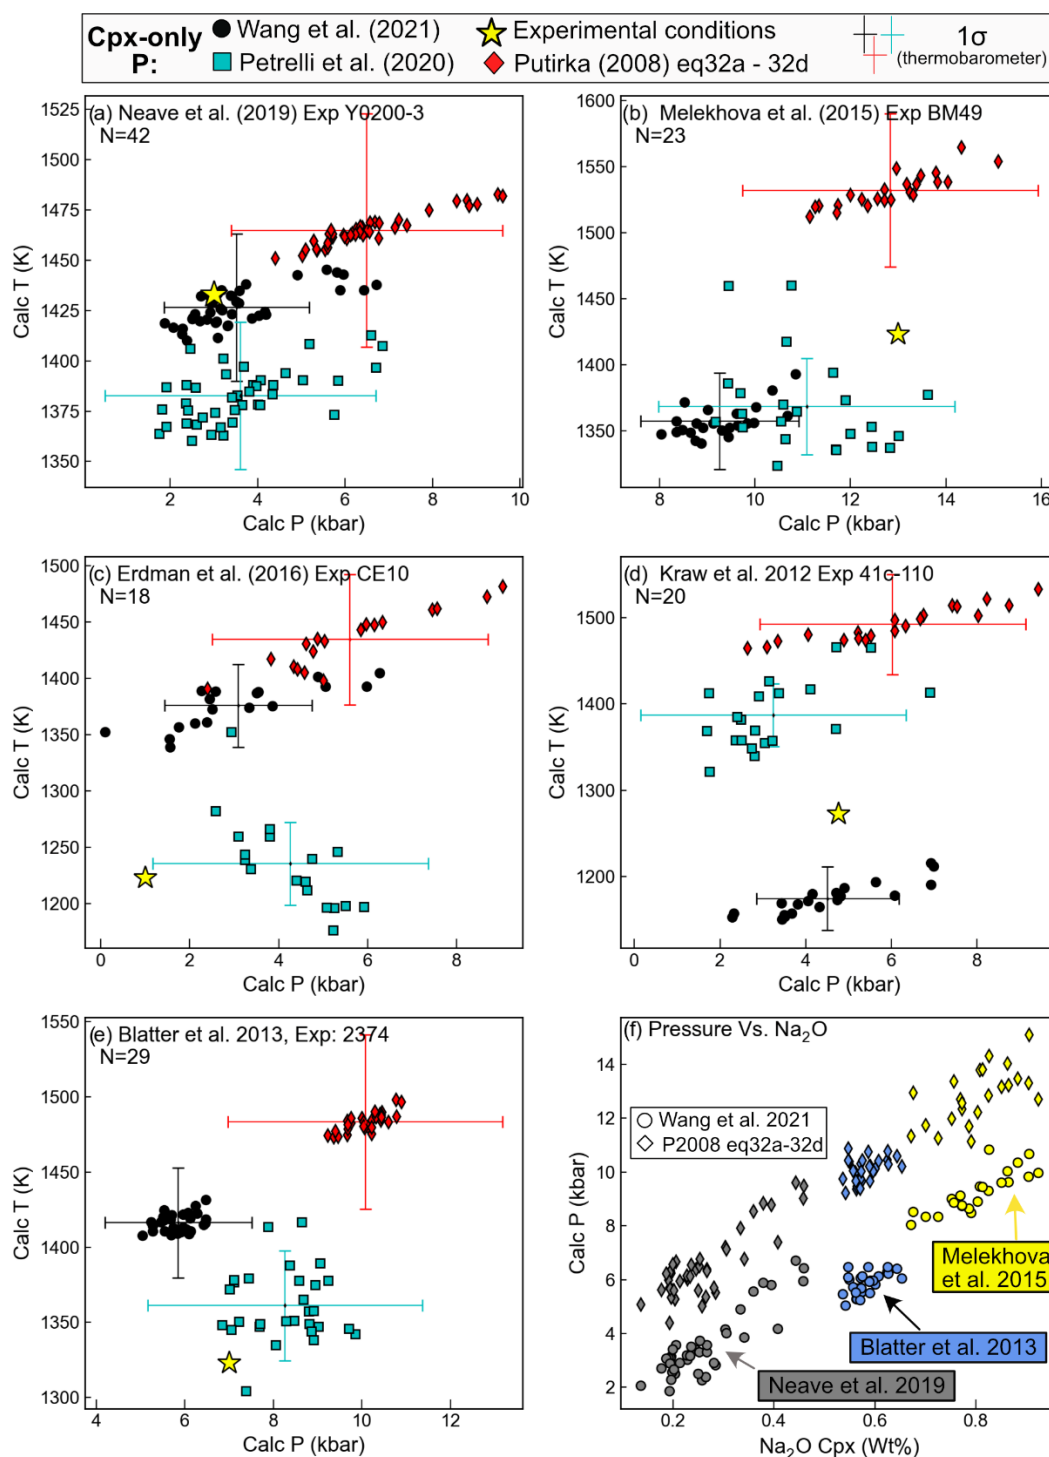 Cpx-only P:
Wang et al. (2021)
Experimental conditions
1σ
(thermobarometer)
Petrelli et al. (2020)
Putirka (2008) eq32a - 32d
(a) Neave et al. (2019) Exp Y0200-3
N=42
1525
1500
1475
1450
1425
1400
1375
1350
Calc T (K)
2 4 6 8 10
Calc P (kbar)
(b) Melekhova et al. (2015) Exp BM49
N=23
1600
1550
1500
1450
1400
1350
1300
Calc T (K)
8 10 12 14 16
Calc P (kbar)
(c) Erdman et al. (2016) Exp CE10
N=18
1500
1450
1400
1350
1300
1250
1200
Calc T (K)
0 2 4 6 8
Calc P (kbar)
(d) Kraw et al. 2012 Exp 41c-110
N=20
1500
1400
1300
1200
Calc T (K)
0 2 4 6 8
Calc P (kbar)
(e) Blatter et al. 2013, Exp: 2374
N=29
1550
1500
1450
1400
1350
1300
Calc T (K)
4 6 8 10 12
Calc P (kbar)
(f) Pressure Vs. Na₂O
14
12
10
8
6
4
2
Calc P (kbar)
Wang et al. 2021
P2008 eq32a-32d
Melekhova
et al. 2015
Blatter et al. 2013
Neave et al. 2019
0.2 0.4 0.6 0.8
Na₂O Cpx (Wt%)